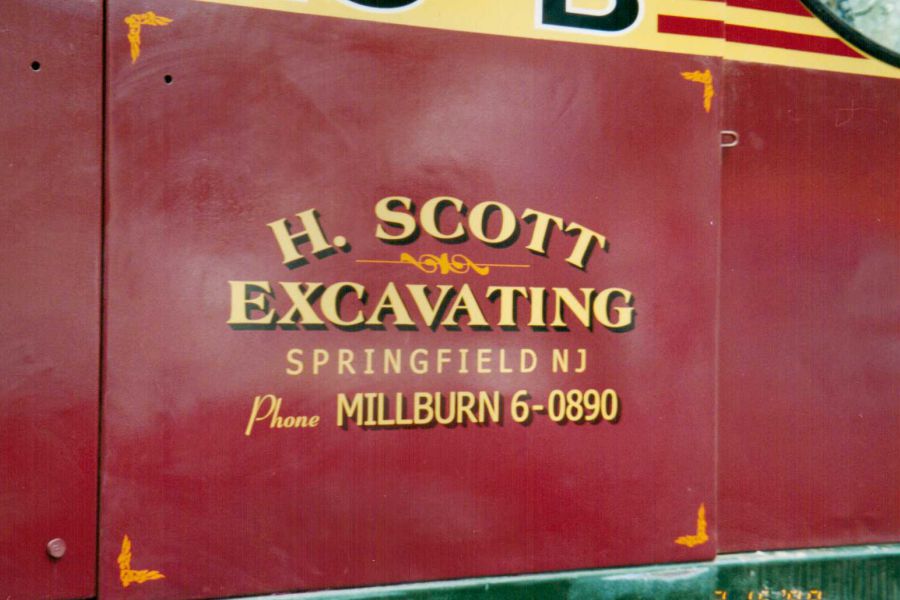 B
H. SCOTT
EXCAVATING
SPRINGFIELD NJ
Phone MILLBURN 6-0890